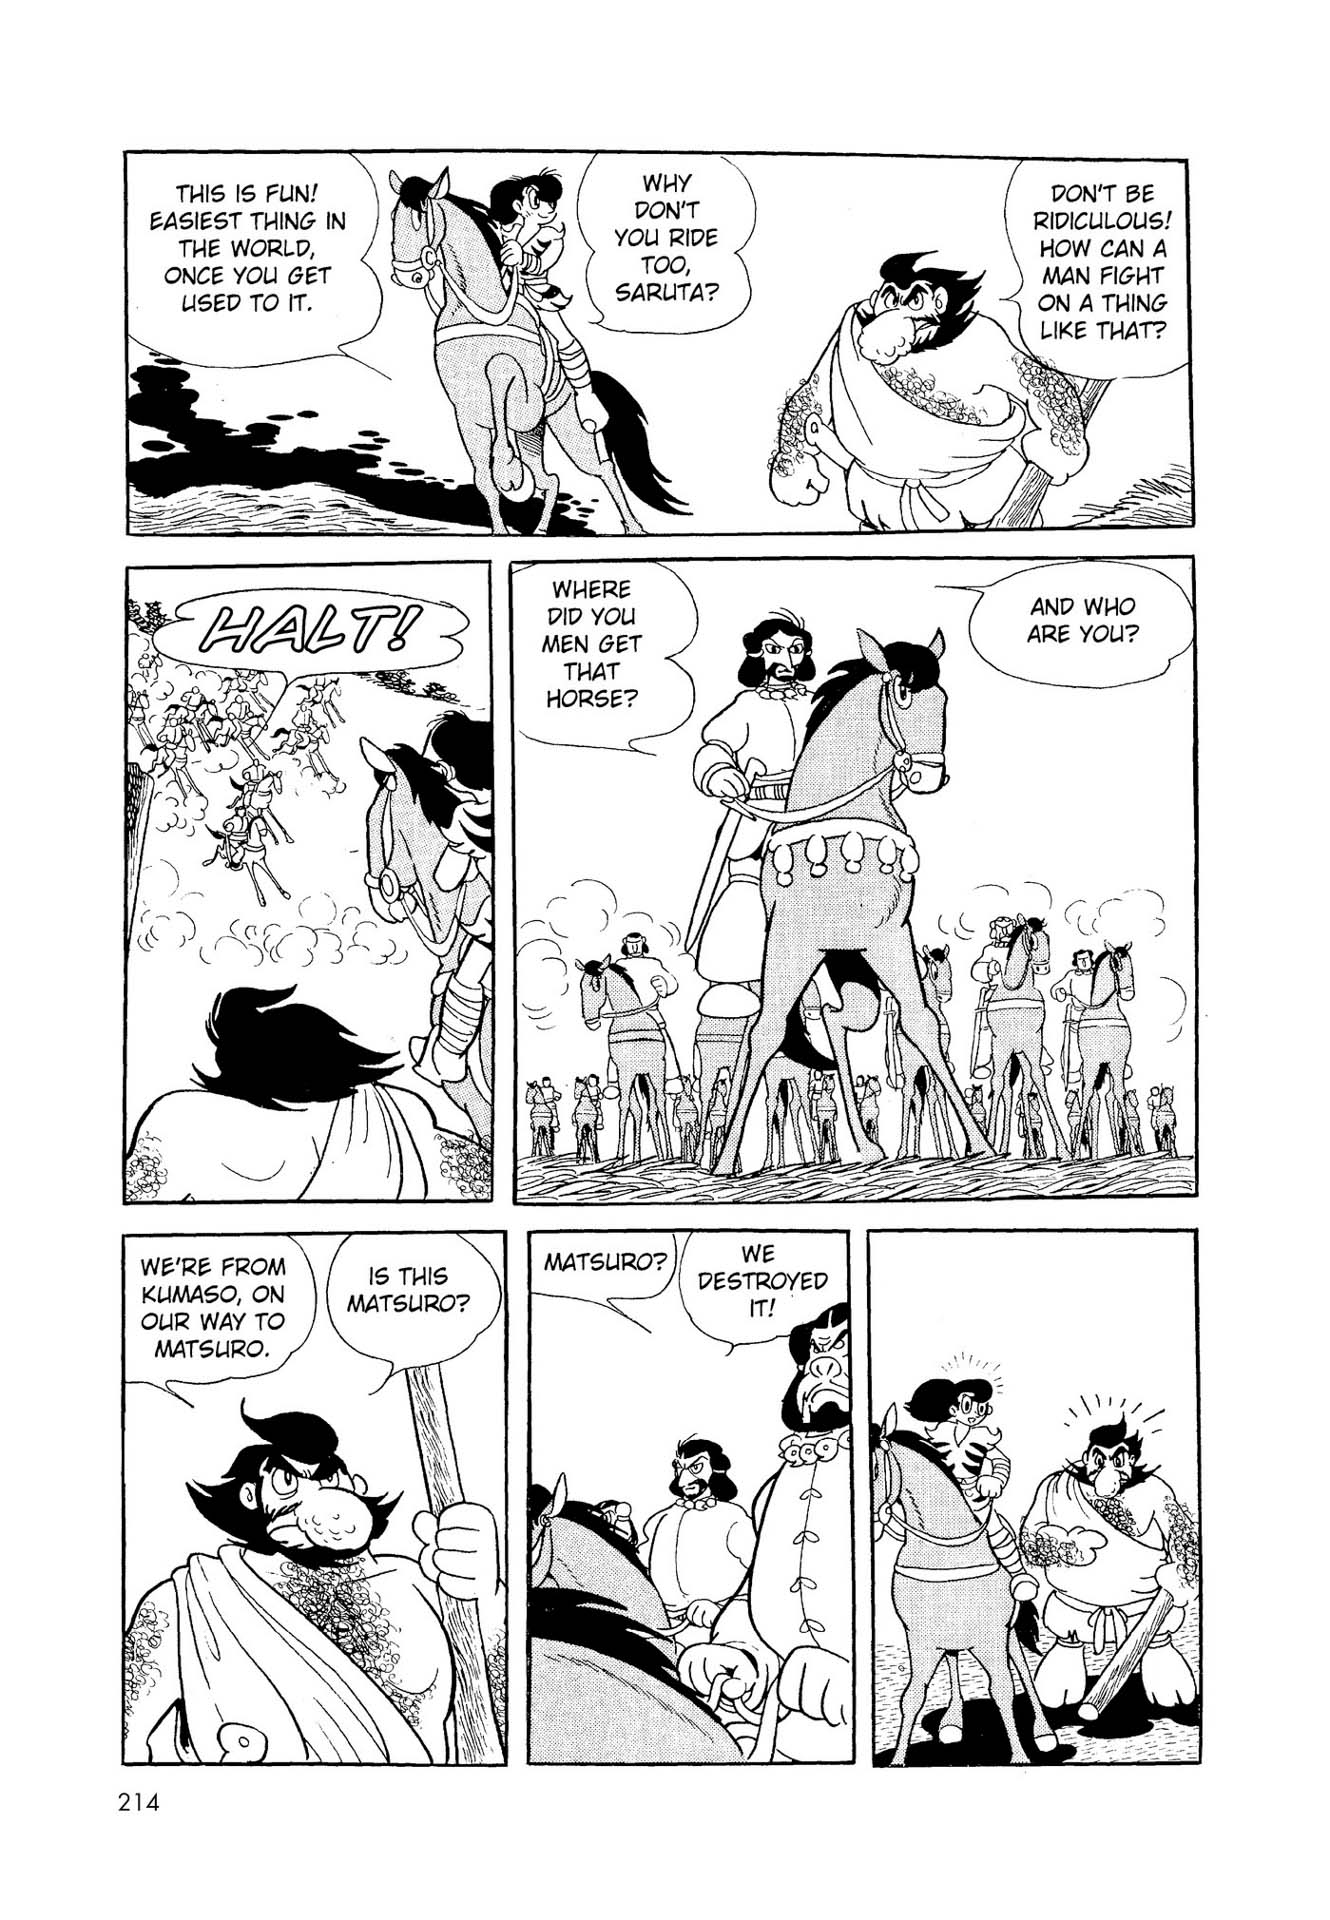 THIS IS FUN!
EASIEST THING IN
THE WORLD,
ONCE YOU GET
USED TO IT.
WHY
DON'T
YOU RIDE
TOO,
SARUTA?
DON'T BE
RIDICULOUS!
HOW CAN A
MAN FIGHT
ON A THING
LIKE THAT?
HALT!
WHERE
DID YOU
MEN GET
THAT
HORSE?
AND WHO
ARE YOU?
WE'RE FROM
KUMASO, ON
OUR WAY TO
MATSURO.
IS THIS
MATSURO?
MATSURO?
WE
DESTROYED
IT!
214